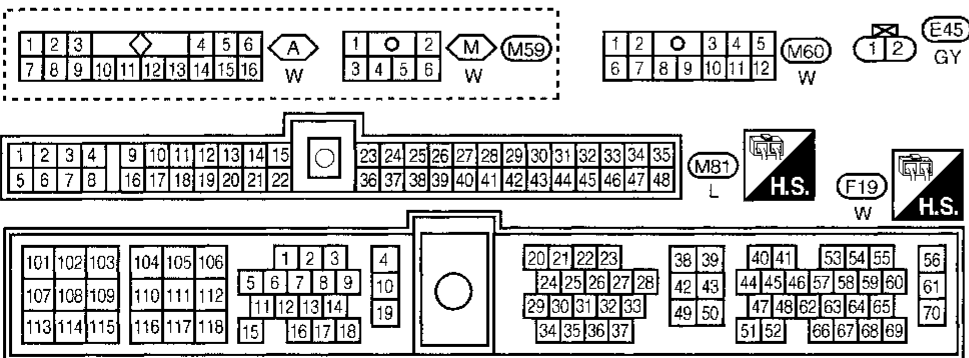 1 2 3 4 5 6 A 1 2 M M59 1 2 3 4 5 M60 1 2 E45
7 8 9 10 11 12 13 14 15 16 W 3 4 5 6 W 6 7 8 9 10 11 12 W GY
1 2 3 4 9 10 11 12 13 14 15 23 24 25 26 27 28 29 30 31 32 33 34 35 M81
5 6 7 8 16 17 18 19 20 21 22 36 37 38 39 40 41 42 43 44 45 46 47 48 L H.S. F19 W H.S.
101 102 103 104 105 106 1 2 3 4 20 21 22 23 38 39 40 41 53 54 55 56
107 108 109 110 111 112 5 6 7 8 9 10 24 25 26 27 28 42 43 44 45 46 57 58 59 60 61
11 12 13 14 19 29 30 31 32 33 49 50 47 48 62 63 64 65 70
113 114 115 116 117 118 15 16 17 18 34 35 36 37 51 52 66 67 68 69